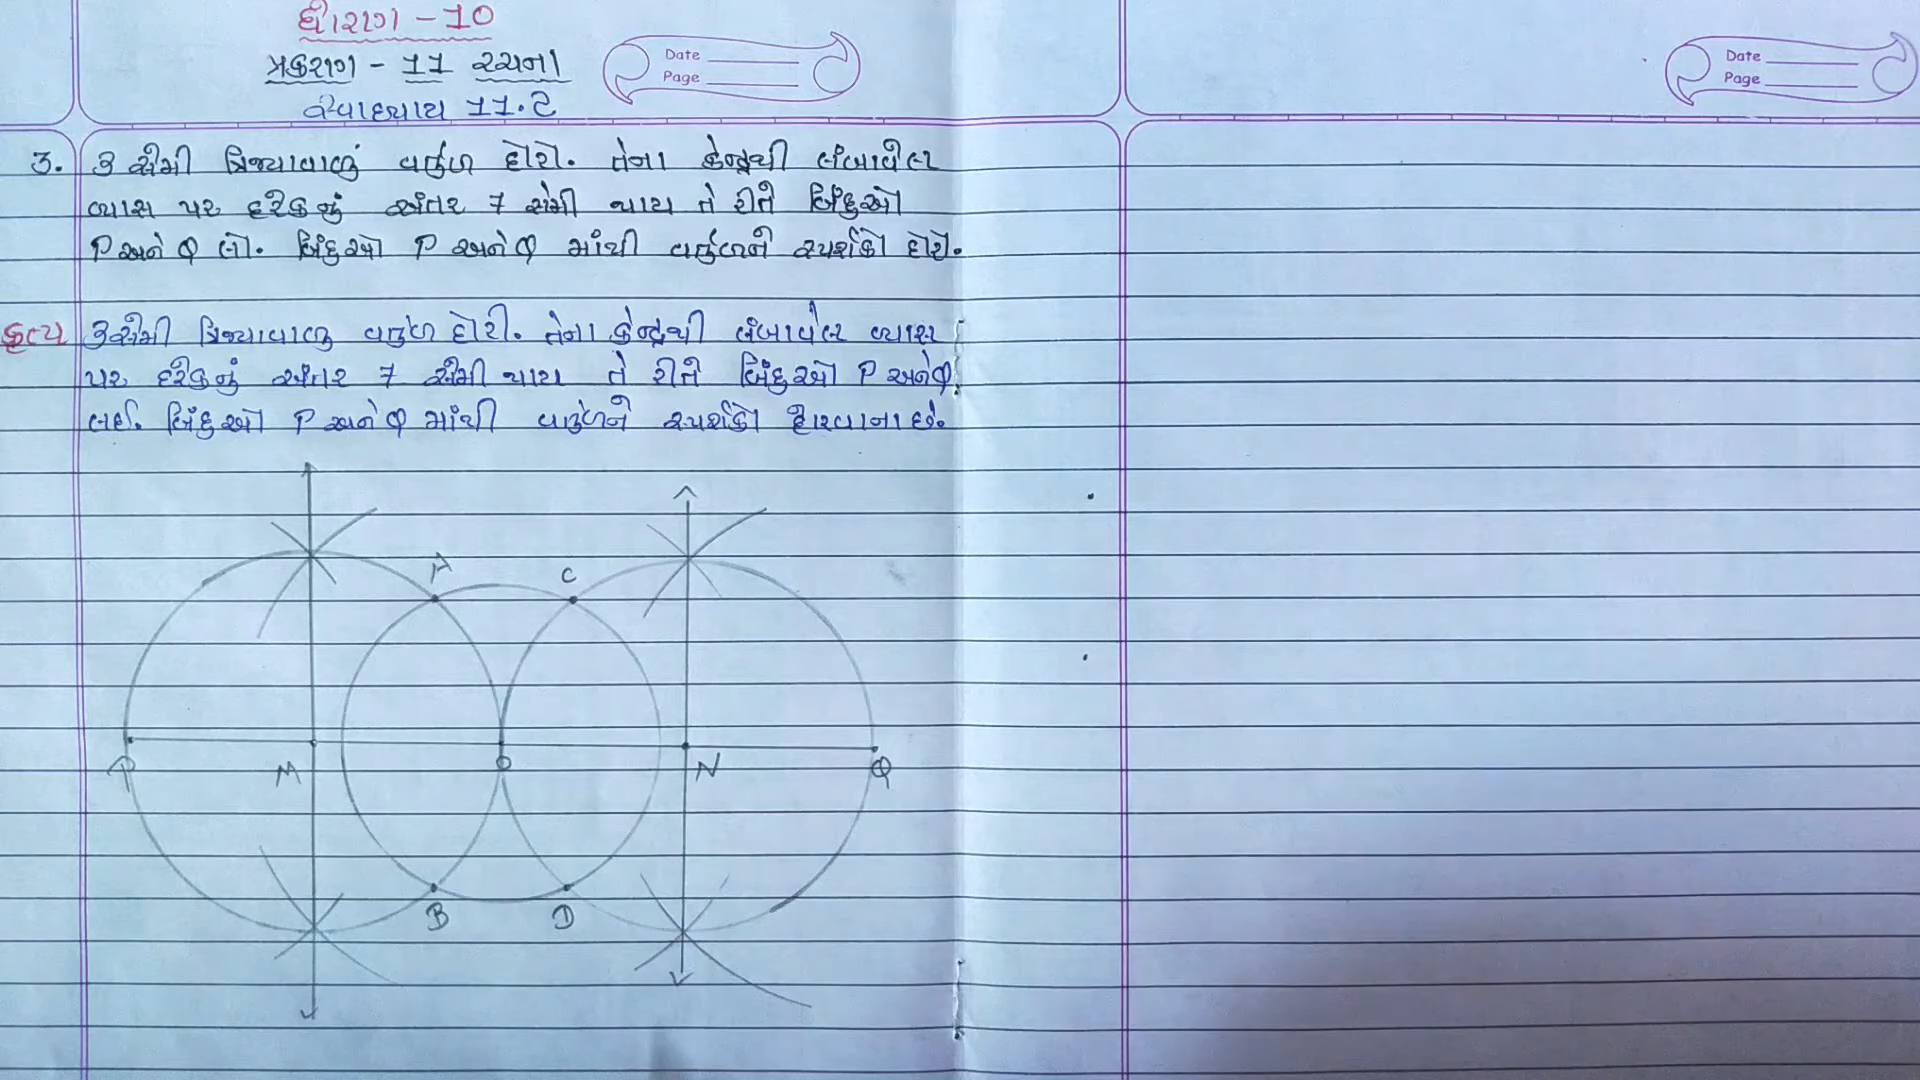 ધોરણ - 10
પ્રકરણ - 11 રચના
Date
Page
Date
Page
સ્વાધ્યાય 11.2
3. 3 સેમી ત્રિજ્યાવાળું વર્તુળ દોરો. તેના કેન્દ્રથી લંબાવેલ
વ્યાસ પર દરેકનું અંતર 7 સેમી થાય તે રીતે બિંદુઓ
P અને Q લો. બિંદુઓ P અને Q માંથી વર્તુળને સ્પર્શકો દોરો.
કૃત્ય 3 સેમી ત્રિજ્યાવાળુ વર્તુળ દોરી. તેના કેન્દ્રથી લંબાવેલ વ્યાસ
પર દરેકનું અંતર 7 સેમી થાય તે રીતે બિંદુઓ P અને Q
લઈ. બિંદુઓ P અને Q માંથી વર્તુળને સ્પર્શકો દોરવાના છે.
A C
P M O N Q
B D